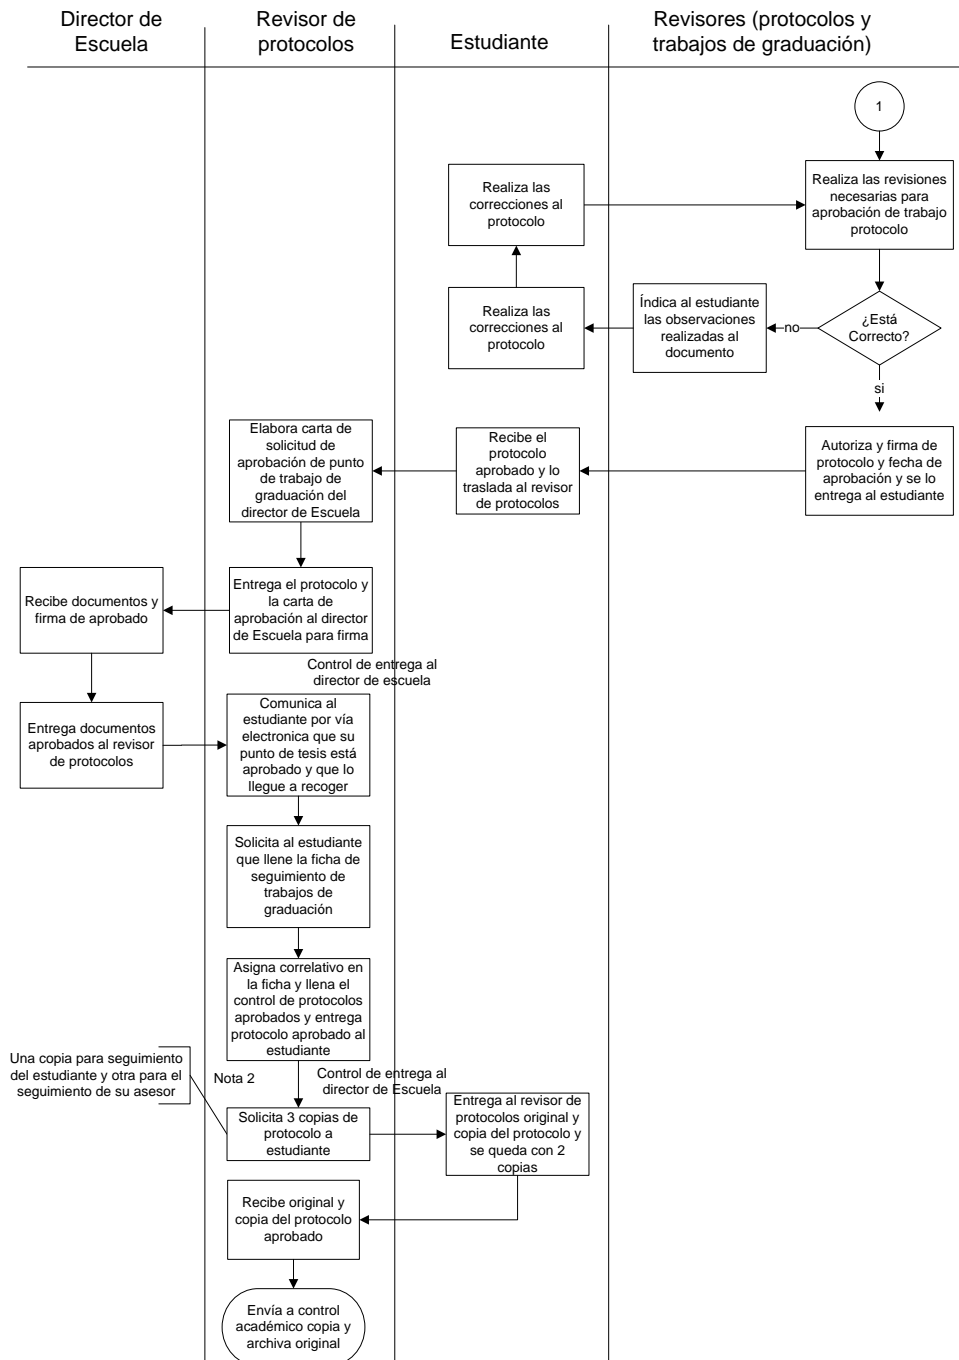 Director de
Escuela
Revisor de
protocolos
Estudiante
Revisores (protocolos y
trabajos de graduación)
1
Realiza las revisiones
necesarias para
aprobación de trabajo
protocolo
Realiza las
correcciones al
protocolo
¿Está
Correcto?
no
Índica al estudiante
las observaciones
realizadas al
documento
Realiza las
correcciones al
protocolo
si
Autoriza y firma de
protocolo y fecha de
aprobación y se lo
entrega al estudiante
Recibe el
protocolo
aprobado y lo
traslada al revisor
de protocolos
Elabora carta de
solicitud de
aprobación de punto
de trabajo de
graduación del
director de Escuela
Entrega el protocolo y
la carta de
aprobación al director
de Escuela para firma
Recibe documentos y
firma de aprobado
Control de entrega al
director de escuela
Entrega documentos
aprobados al revisor
de protocolos
Comunica al
estudiante por vía
electronica que su
punto de tesis está
aprobado y que lo
llegue a recoger
Solicita al estudiante
que llene la ficha de
seguimiento de
trabajos de
graduación
Asigna correlativo en
la ficha y llena el
control de protocolos
aprobados y entrega
protocolo aprobado al
estudiante
Una copia para seguimiento
del estudiante y otra para el
seguimiento de su asesor
Nota 2
Control de entrega al
director de Escuela
Solicita 3 copias de
protocolo a
estudiante
Entrega al revisor de
protocolos original y
copia del protocolo y
se queda con 2
copias
Recibe original y
copia del protocolo
aprobado
Envía a control
académico copia y
archiva original